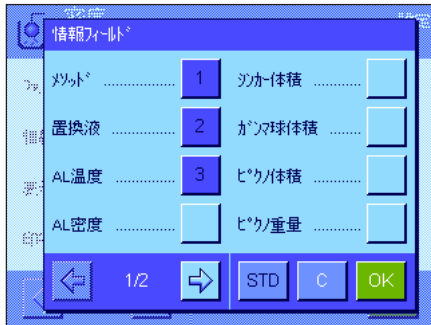 情報フィールド
メソッド .................. 1
シンカー体積 ............
置換液 .................. 2
ガンマ球体積 ............
AL温度 .................. 3
ピクノ体積 ............
AL密度 ..................
ピクノ重量 ............
1/2
STD
C
OK